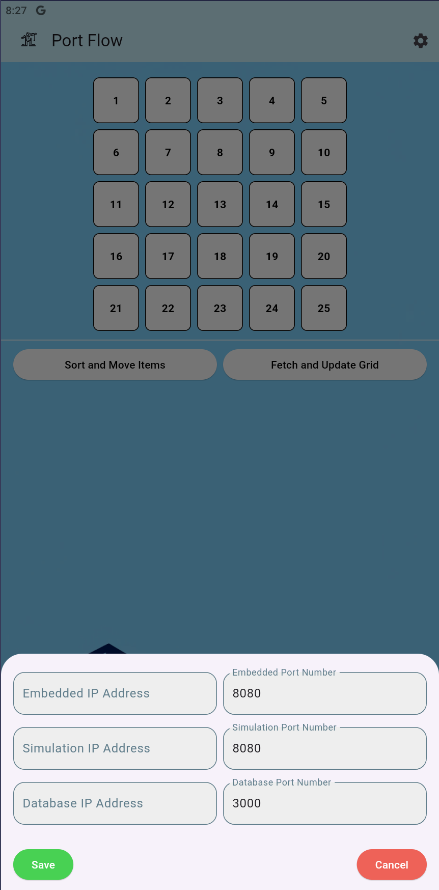 8:27 G
Port Flow
1 2 3 4 5
6 7 8 9 10
11 12 13 14 15
16 17 18 19 20
21 22 23 24 25
Sort and Move Items Fetch and Update Grid
Embedded Port Number
Embedded IP Address 8080
Simulation Port Number
Simulation IP Address 8080
Database Port Number
Database IP Address 3000
Save Cancel